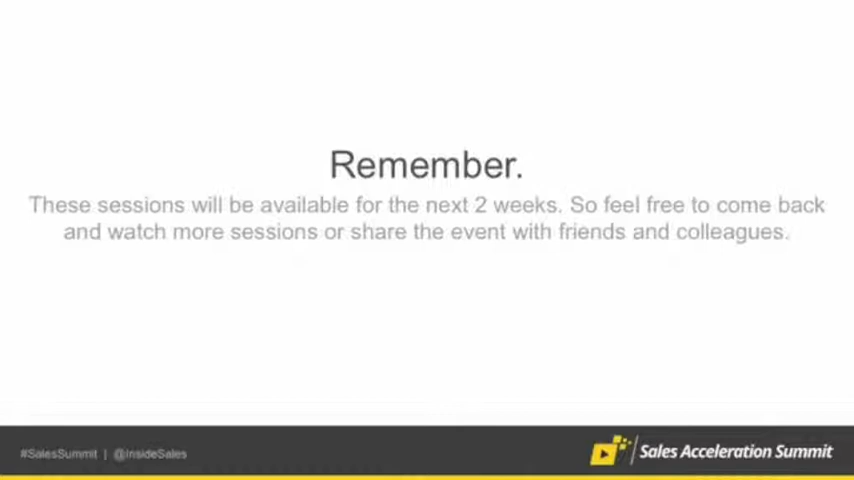 Remember.
These sessions will be available for the next 2 weeks. So feel free to come back
and watch more sessions or share the event with friends and colleagues.
#SalesSummit | @InsideSales
Sales Acceleration Summit